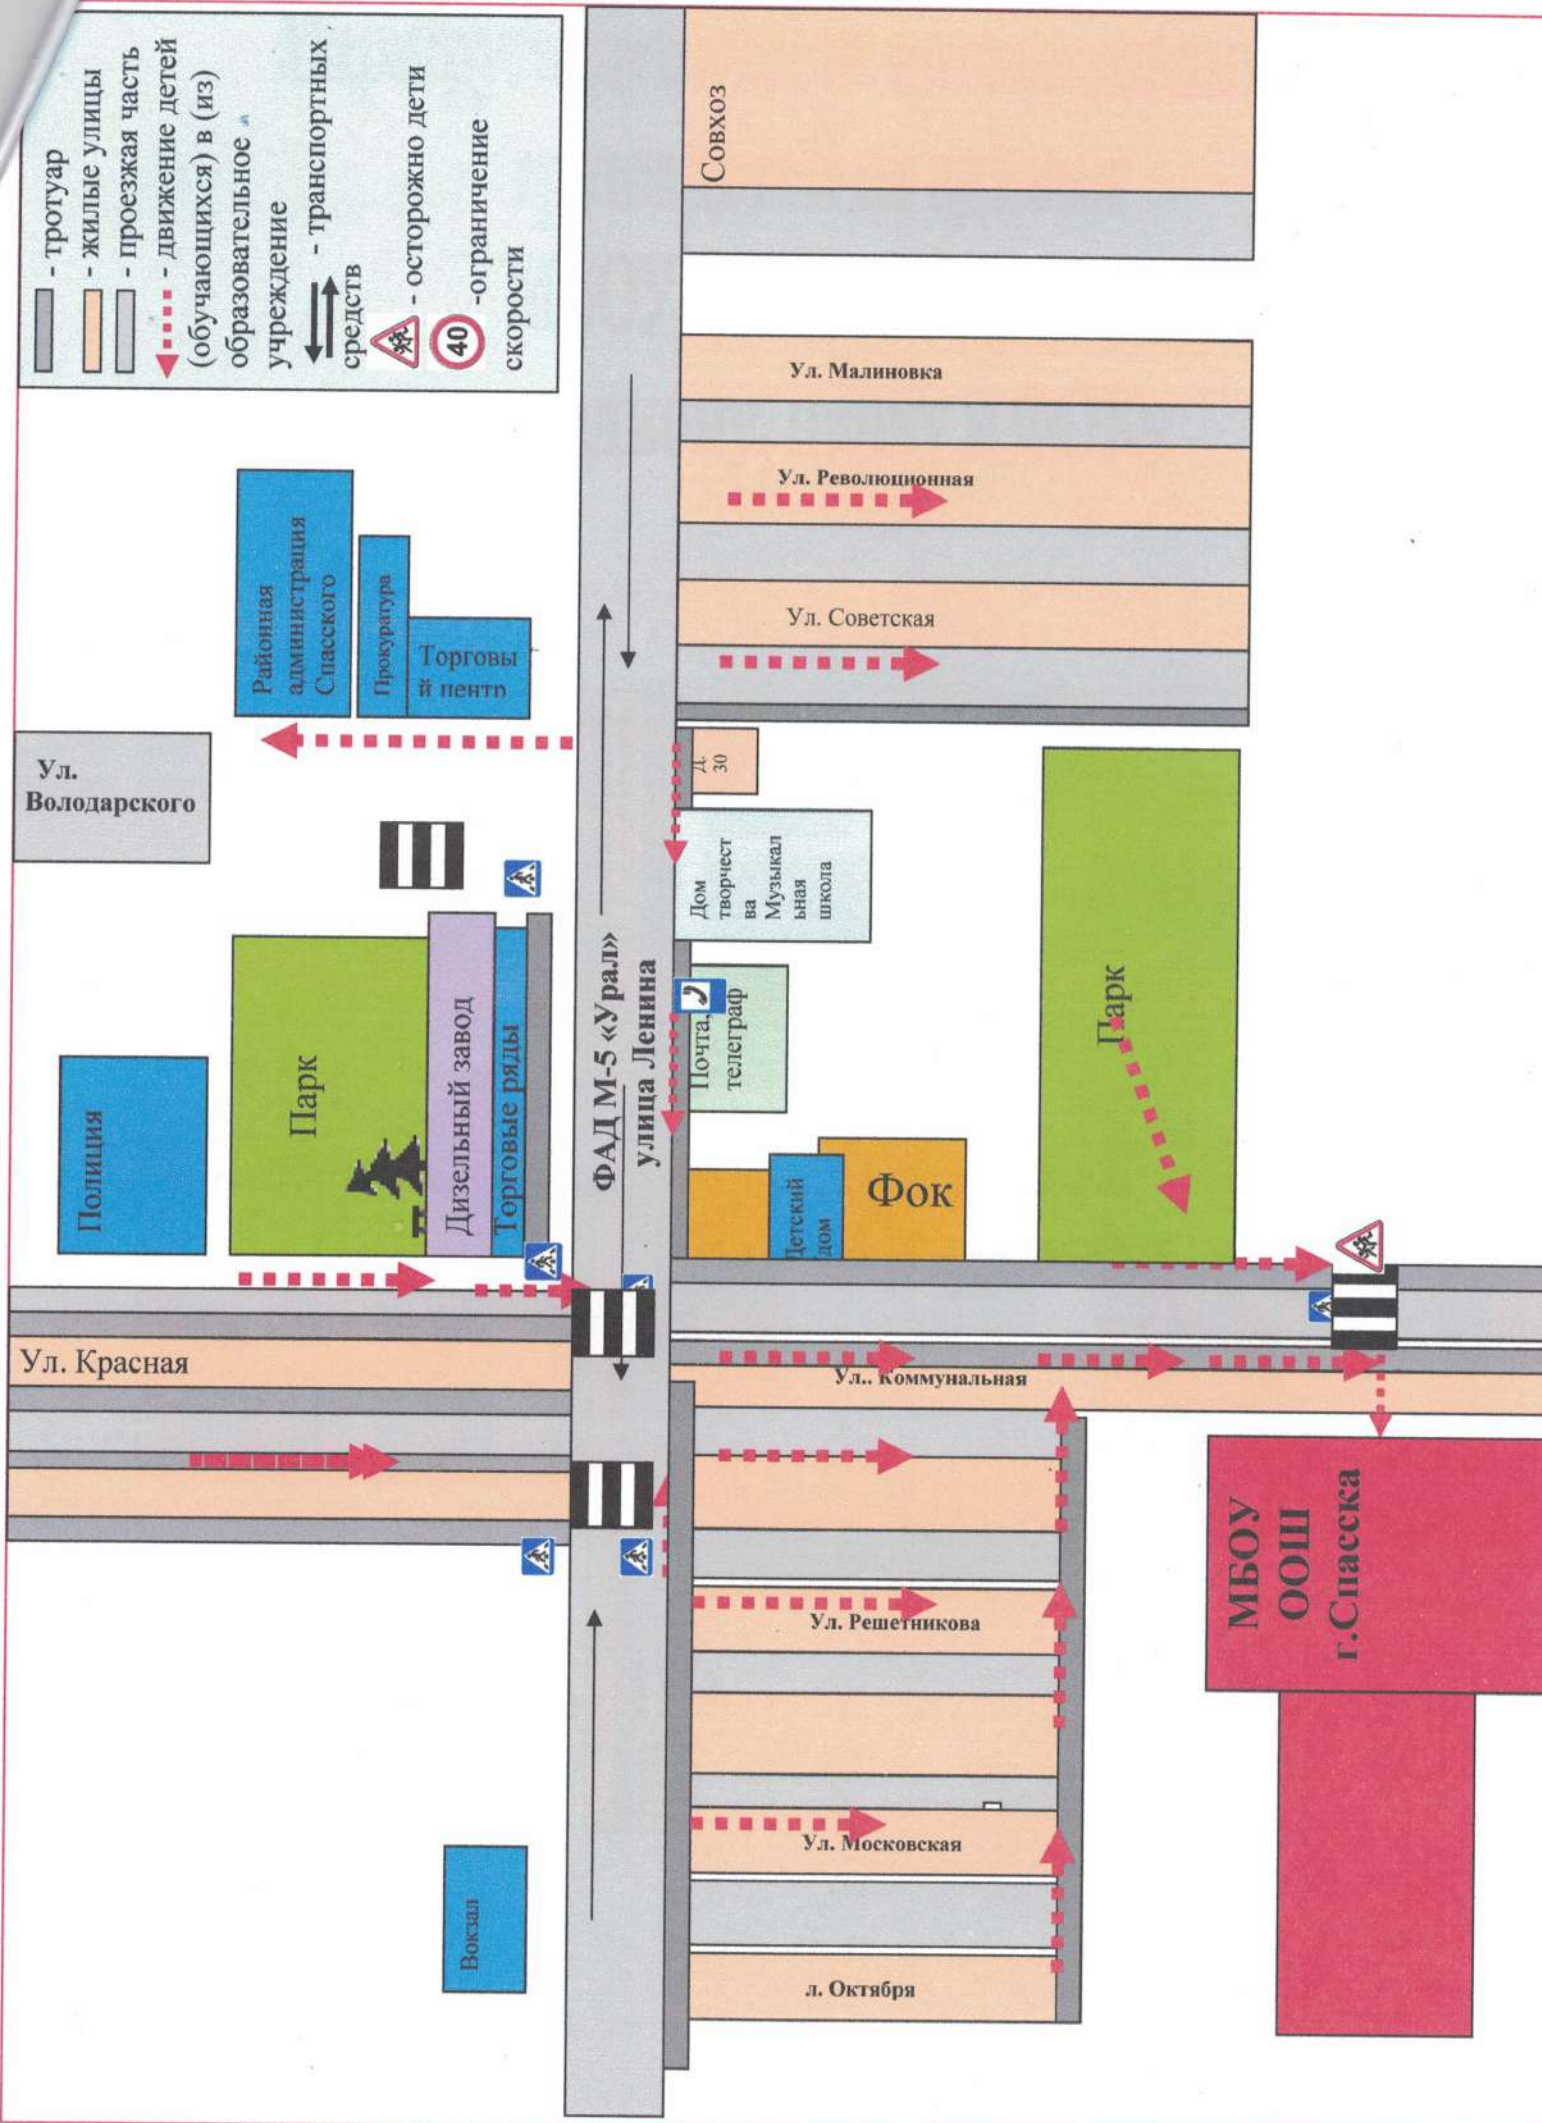 - тротуар
- жилые улицы
- проезжая часть
- движение детей
(обучающихся) в (из)
образовательное
учреждение
- транспортных
средств
- осторожно дети
40
-ограничение
скорости
Ул.
Володарского
Районная
администрация
Спасского
Прокуратура
Торговы
й центр
Полиция
Парк
Дизельный завод
Торговые ряды
Ул. Красная
Вокзал
ФАД М-5 «Урал»
улица Ленина
Совхоз
Ул. Малиновка
Ул. Революционная
Ул. Советская
Д.
30
Дом
творчест
ва
Музыкал
ьная
школа
Почта,
телеграф
Детский
дом
Фок
Парк
Ул.. Коммунальная
Ул. Решетникова
Ул. Московская
л. Октября
МБОУ
ООШ
г.Спасска